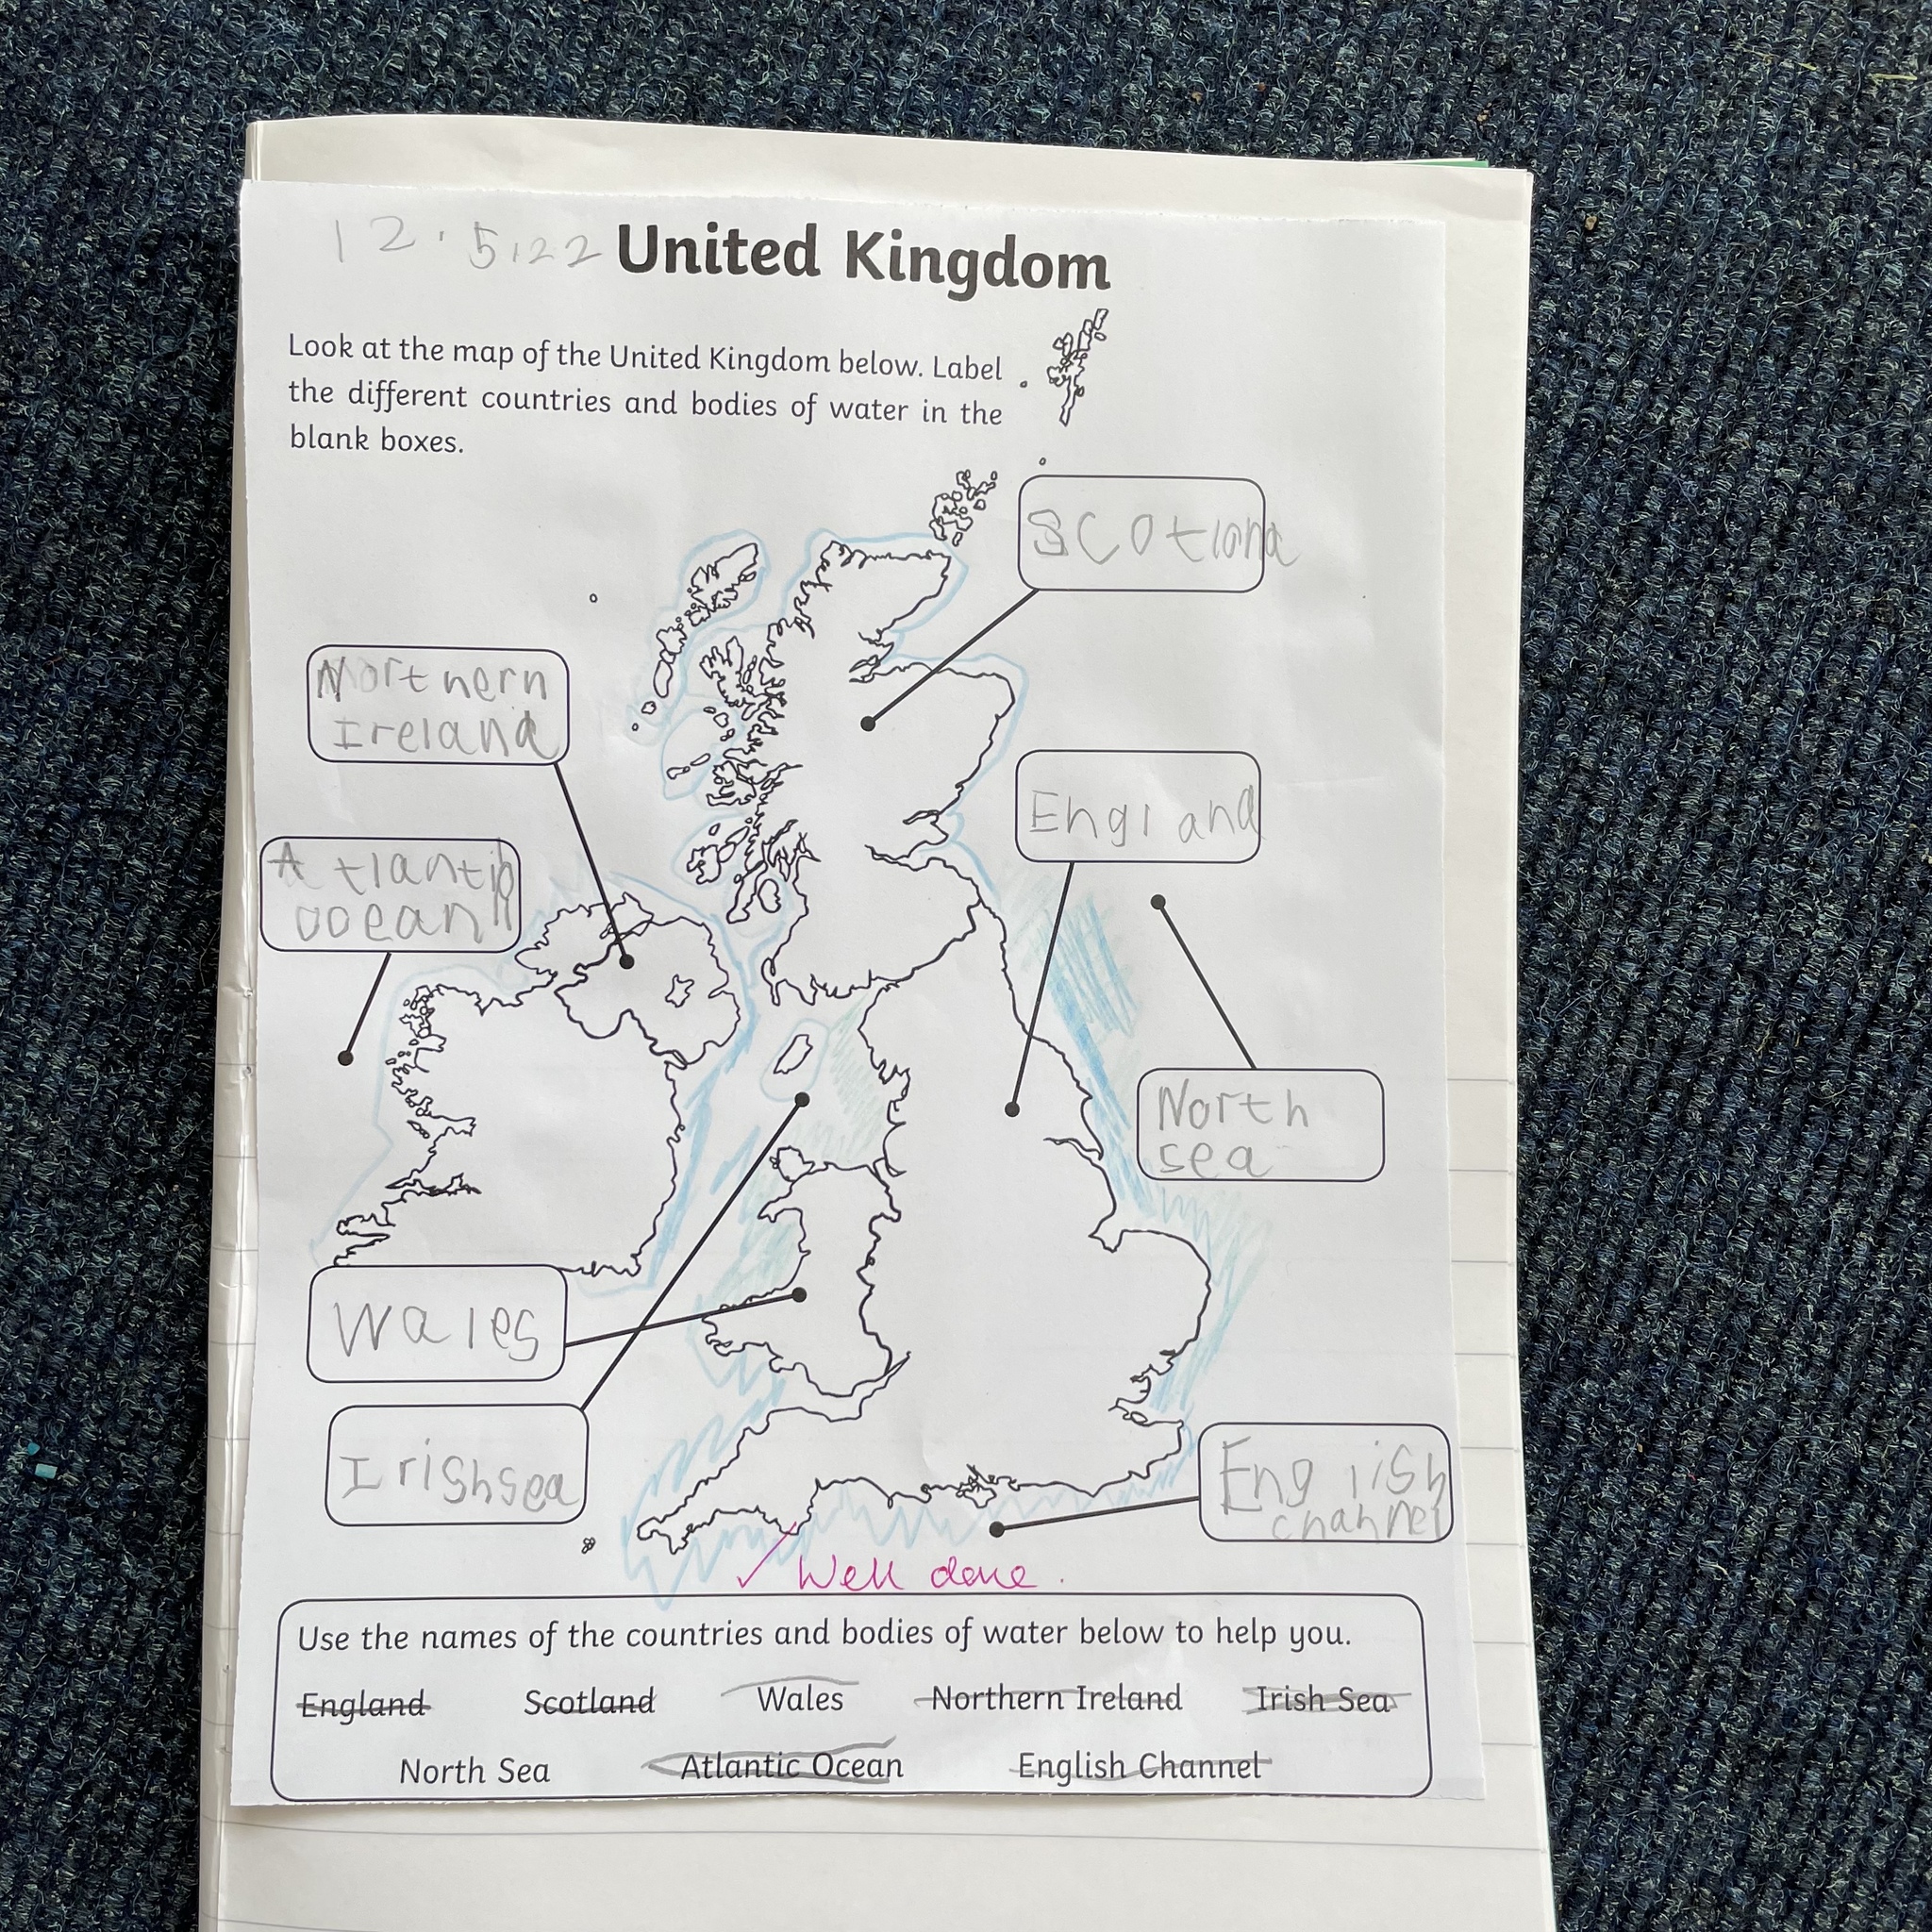 12.5.22 United Kingdom
Look at the map of the United Kingdom below. Label
the different countries and bodies of water in the
blank boxes.
Scotland
Northern
Ireland
England
Atlantic
ocean
North
sea
Wales
Irish sea
English
channel
Well done.
Use the names of the countries and bodies of water below to help you.
England Scotland Wales Northern Ireland Irish Sea
North Sea Atlantic Ocean English Channel